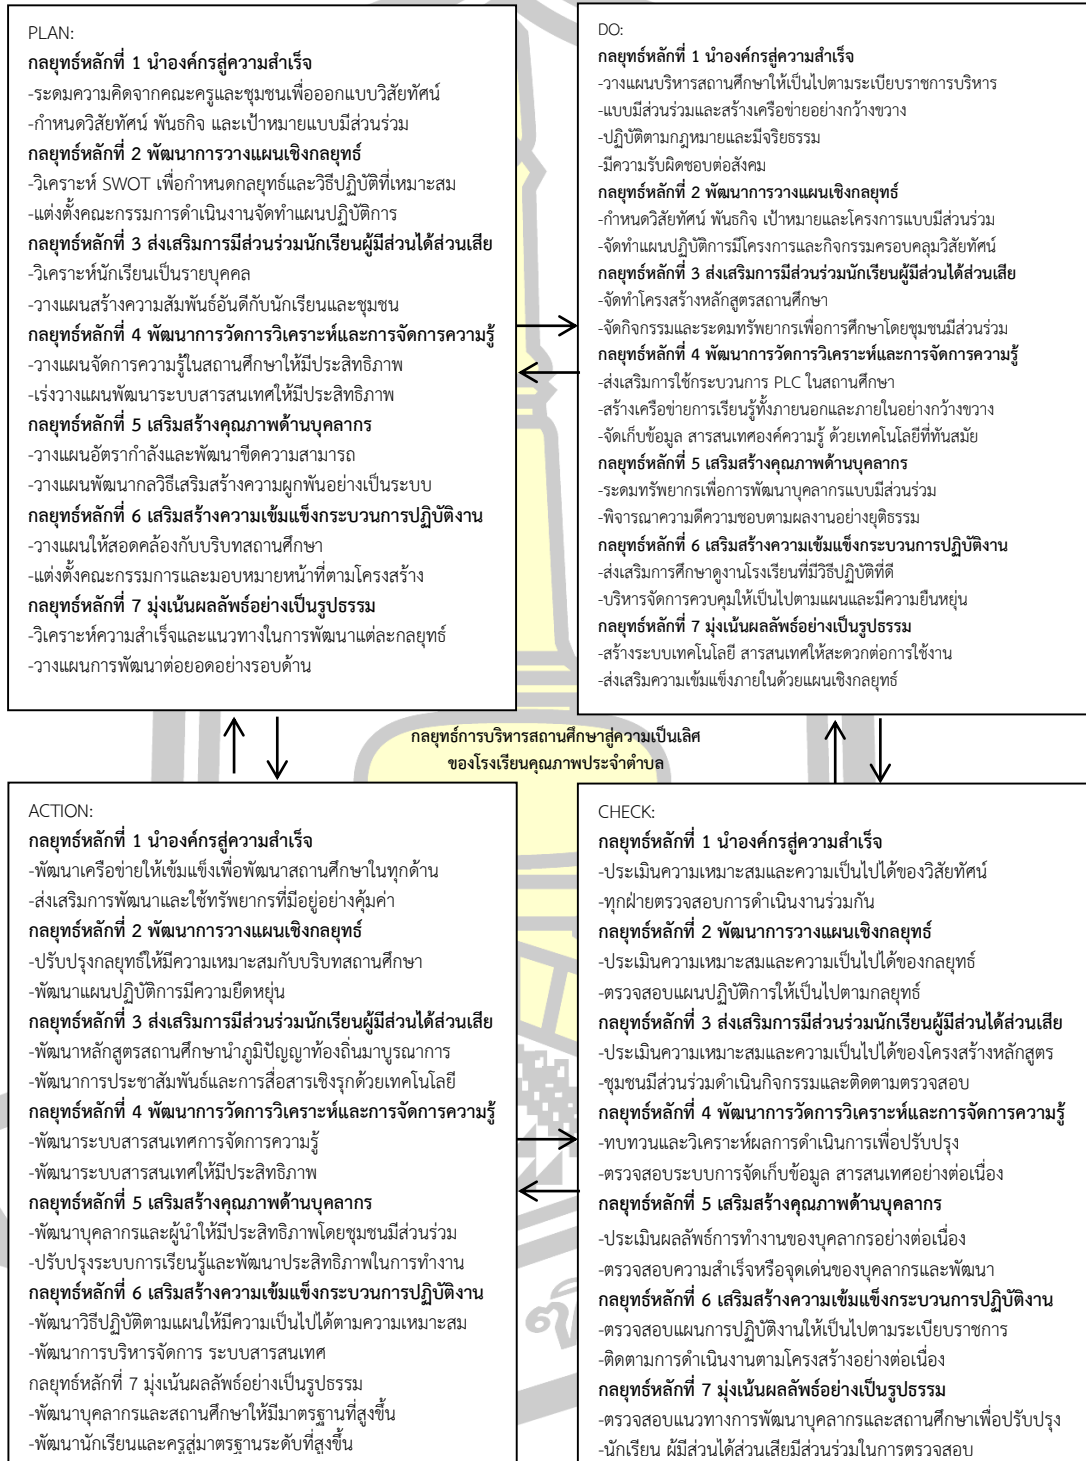 PLAN:
กลยุทธ์หลักที่ 1 นำองค์กรสู่ความสำเร็จ
-ระดมความคิดจากคณะครูและชุมชนเพื่อออกแบบวิสัยทัศน์
-กำหนดวิสัยทัศน์ พันธกิจ และเป้าหมายแบบมีส่วนร่วม
กลยุทธ์หลักที่ 2 พัฒนาการวางแผนเชิงกลยุทธ์
-วิเคราะห์ SWOT เพื่อกำหนดกลยุทธ์และวิธีปฏิบัติที่เหมาะสม
-แต่งตั้งคณะกรรมการดำเนินงานจัดทำแผนปฏิบัติการ
กลยุทธ์หลักที่ 3 ส่งเสริมการมีส่วนร่วมนักเรียนผู้มีส่วนได้ส่วนเสีย
-วิเคราะห์นักเรียนเป็นรายบุคคล
-วางแผนสร้างความสัมพันธ์อันดีกับนักเรียนและชุมชน
กลยุทธ์หลักที่ 4 พัฒนาการวัดการวิเคราะห์และการจัดการความรู้
-วางแผนจัดการความรู้ในสถานศึกษาให้มีประสิทธิภาพ
-เร่งวางแผนพัฒนาระบบสารสนเทศให้มีประสิทธิภาพ
กลยุทธ์หลักที่ 5 เสริมสร้างคุณภาพด้านบุคลากร
-วางแผนอัตรากำลังและพัฒนาขีดความสามารถ
-วางแผนพัฒนากลวิธีเสริมสร้างความผูกพันอย่างเป็นระบบ
กลยุทธ์หลักที่ 6 เสริมสร้างความเข้มแข็งกระบวนการปฏิบัติงาน
-วางแผนให้สอดคล้องกับบริบทสถานศึกษา
-แต่งตั้งคณะกรรมการและมอบหมายหน้าที่ตามโครงสร้าง
กลยุทธ์หลักที่ 7 มุ่งเน้นผลลัพธ์อย่างเป็นรูปธรรม
-วิเคราะห์ความสำเร็จและแนวทางในการพัฒนาแต่ละกลยุทธ์
-วางแผนการพัฒนาต่อยอดอย่างรอบด้าน
DO:
กลยุทธ์หลักที่ 1 นำองค์กรสู่ความสำเร็จ
-วางแผนบริหารสถานศึกษาให้เป็นไปตามระเบียบราชการบริหาร
-แบบมีส่วนร่วมและสร้างเครือข่ายอย่างกว้างขวาง
-ปฏิบัติตามกฎหมายและมีจริยธรรม
-มีความรับผิดชอบต่อสังคม
กลยุทธ์หลักที่ 2 พัฒนาการวางแผนเชิงกลยุทธ์
-กำหนดวิสัยทัศน์ พันธกิจ เป้าหมายและโครงการแบบมีส่วนร่วม
-จัดทำแผนปฏิบัติการมีโครงการและกิจกรรมครอบคลุมวิสัยทัศน์
กลยุทธ์หลักที่ 3 ส่งเสริมการมีส่วนร่วมนักเรียนผู้มีส่วนได้ส่วนเสีย
-จัดทำโครงสร้างหลักสูตรสถานศึกษา
-จัดกิจกรรมและระดมทรัพยากรเพื่อการศึกษาโดยชุมชนมีส่วนร่วม
กลยุทธ์หลักที่ 4 พัฒนาการวัดการวิเคราะห์และการจัดการความรู้
-ส่งเสริมการใช้กระบวนการ PLC ในสถานศึกษา
-สร้างเครือข่ายการเรียนรู้ทั้งภายนอกและภายในอย่างกว้างขวาง
-จัดเก็บข้อมูล สารสนเทศองค์ความรู้ ด้วยเทคโนโลยีที่ทันสมัย
กลยุทธ์หลักที่ 5 เสริมสร้างคุณภาพด้านบุคลากร
-ระดมทรัพยากรเพื่อการพัฒนาบุคลากรแบบมีส่วนร่วม
-พิจารณาความดีความชอบตามผลงานอย่างยุติธรรม
กลยุทธ์หลักที่ 6 เสริมสร้างความเข้มแข็งกระบวนการปฏิบัติงาน
-ส่งเสริมการศึกษาดูงานโรงเรียนที่มีวิธีปฏิบัติที่ดี
-บริหารจัดการควบคุมให้เป็นไปตามแผนและมีความยืนหยุ่น
กลยุทธ์หลักที่ 7 มุ่งเน้นผลลัพธ์อย่างเป็นรูปธรรม
-สร้างระบบเทคโนโลยี สารสนเทศให้สะดวกต่อการใช้งาน
-ส่งเสริมความเข้มแข็งภายในด้วยแผนเชิงกลยุทธ์
กลยุทธ์การบริหารสถานศึกษาสู่ความเป็นเลิศ
ของโรงเรียนคุณภาพประจำตำบล
ACTION:
กลยุทธ์หลักที่ 1 นำองค์กรสู่ความสำเร็จ
-พัฒนาเครือข่ายให้เข้มแข็งเพื่อพัฒนาสถานศึกษาในทุกด้าน
-ส่งเสริมการพัฒนาและใช้ทรัพยากรที่มีอยู่อย่างคุ้มค่า
กลยุทธ์หลักที่ 2 พัฒนาการวางแผนเชิงกลยุทธ์
-ปรับปรุงกลยุทธ์ให้มีความเหมาะสมกับบริบทสถานศึกษา
-พัฒนาแผนปฏิบัติการมีความยืดหยุ่น
กลยุทธ์หลักที่ 3 ส่งเสริมการมีส่วนร่วมนักเรียนผู้มีส่วนได้ส่วนเสีย
-พัฒนาหลักสูตรสถานศึกษานำภูมิปัญญาท้องถิ่นมาบูรณาการ
-พัฒนาการประชาสัมพันธ์และการสื่อสารเชิงรุกด้วยเทคโนโลยี
กลยุทธ์หลักที่ 4 พัฒนาการวัดการวิเคราะห์และการจัดการความรู้
-พัฒนาระบบสารสนเทศการจัดการความรู้
-พัฒนาระบบสารสนเทศให้มีประสิทธิภาพ
กลยุทธ์หลักที่ 5 เสริมสร้างคุณภาพด้านบุคลากร
-พัฒนาบุคลากรและผู้นำให้มีประสิทธิภาพโดยชุมชนมีส่วนร่วม
-ปรับปรุงระบบการเรียนรู้และพัฒนาประสิทธิภาพในการทำงาน
กลยุทธ์หลักที่ 6 เสริมสร้างความเข้มแข็งกระบวนการปฏิบัติงาน
-พัฒนาวิธีปฏิบัติตามแผนให้มีความเป็นไปได้ตามความเหมาะสม
-พัฒนาการบริหารจัดการ ระบบสารสนเทศ
กลยุทธ์หลักที่ 7 มุ่งเน้นผลลัพธ์อย่างเป็นรูปธรรม
-พัฒนาบุคลากรและสถานศึกษาให้มีมาตรฐานที่สูงขึ้น
-พัฒนานักเรียนและครูสู่มาตรฐานระดับที่สูงขึ้น
CHECK:
กลยุทธ์หลักที่ 1 นำองค์กรสู่ความสำเร็จ
-ประเมินความเหมาะสมและความเป็นไปได้ของวิสัยทัศน์
-ทุกฝ่ายตรวจสอบการดำเนินงานร่วมกัน
กลยุทธ์หลักที่ 2 พัฒนาการวางแผนเชิงกลยุทธ์
-ประเมินความเหมาะสมและความเป็นไปได้ของกลยุทธ์
-ตรวจสอบแผนปฏิบัติการให้เป็นไปตามกลยุทธ์
กลยุทธ์หลักที่ 3 ส่งเสริมการมีส่วนร่วมนักเรียนผู้มีส่วนได้ส่วนเสีย
-ประเมินความเหมาะสมและความเป็นไปได้ของโครงสร้างหลักสูตร
-ชุมชนมีส่วนร่วมดำเนินกิจกรรมและติดตามตรวจสอบ
กลยุทธ์หลักที่ 4 พัฒนาการวัดการวิเคราะห์และการจัดการความรู้
-ทบทวนและวิเคราะห์ผลการดำเนินการเพื่อปรับปรุง
-ตรวจสอบระบบการจัดเก็บข้อมูล สารสนเทศอย่างต่อเนื่อง
กลยุทธ์หลักที่ 5 เสริมสร้างคุณภาพด้านบุคลากร
-ประเมินผลลัพธ์การทำงานของบุคลากรอย่างต่อเนื่อง
-ตรวจสอบความสำเร็จหรือจุดเด่นของบุคลากรและพัฒนา
กลยุทธ์หลักที่ 6 เสริมสร้างความเข้มแข็งกระบวนการปฏิบัติงาน
-ตรวจสอบแผนการปฏิบัติงานให้เป็นไปตามระเบียบราชการ
-ติดตามการดำเนินงานตามโครงสร้างอย่างต่อเนื่อง
กลยุทธ์หลักที่ 7 มุ่งเน้นผลลัพธ์อย่างเป็นรูปธรรม
-ตรวจสอบแนวทางการพัฒนาบุคลากรและสถานศึกษาเพื่อปรับปรุง
-นักเรียน ผู้มีส่วนได้ส่วนเสียมีส่วนร่วมในการตรวจสอบ